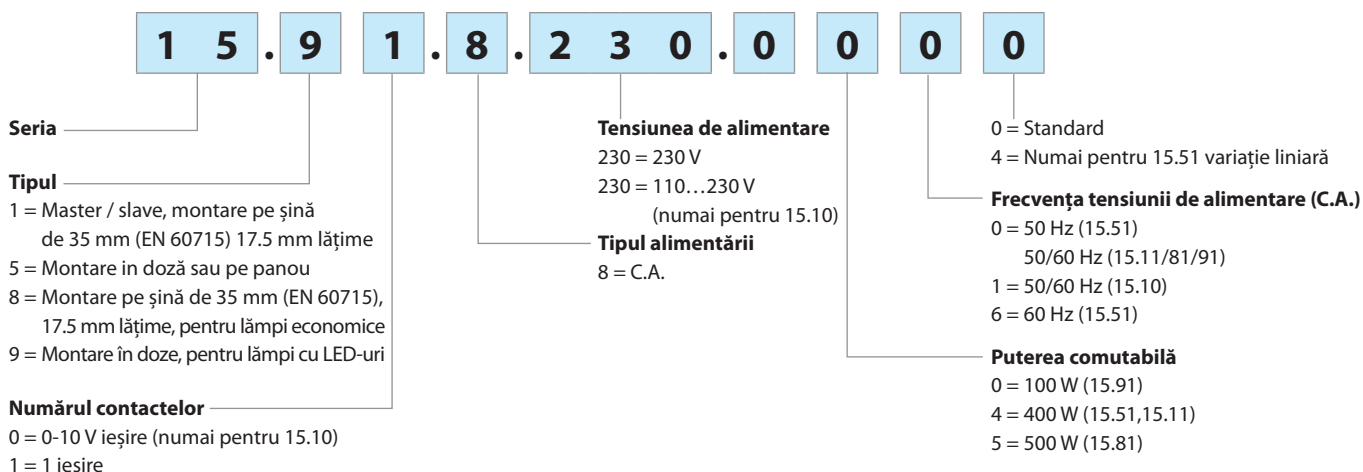 1 5 . 9 1 . 8 . 2 3 0 . 0 0 0 0
Seria
Tipul
1 = Master / slave, montare pe șină
de 35 mm (EN 60715) 17.5 mm lățime
5 = Montare in doză sau pe panou
8 = Montare pe șină de 35 mm (EN 60715),
17.5 mm lățime, pentru lămpi economice
9 = Montare în doze, pentru lămpi cu LED-uri
Numărul contactelor
0 = 0-10 V ieșire (numai pentru 15.10)
1 = 1 ieșire
Tensiunea de alimentare
230 = 230 V
230 = 110…230 V
(numai pentru 15.10)
Tipul alimentării
8 = C.A.
0 = Standard
4 = Numai pentru 15.51 variație liniară
Frecvența tensiunii de alimentare (C.A.)
0 = 50 Hz (15.51)
50/60 Hz (15.11/81/91)
1 = 50/60 Hz (15.10)
6 = 60 Hz (15.51)
Puterea comutabilă
0 = 100 W (15.91)
4 = 400 W (15.51,15.11)
5 = 500 W (15.81)